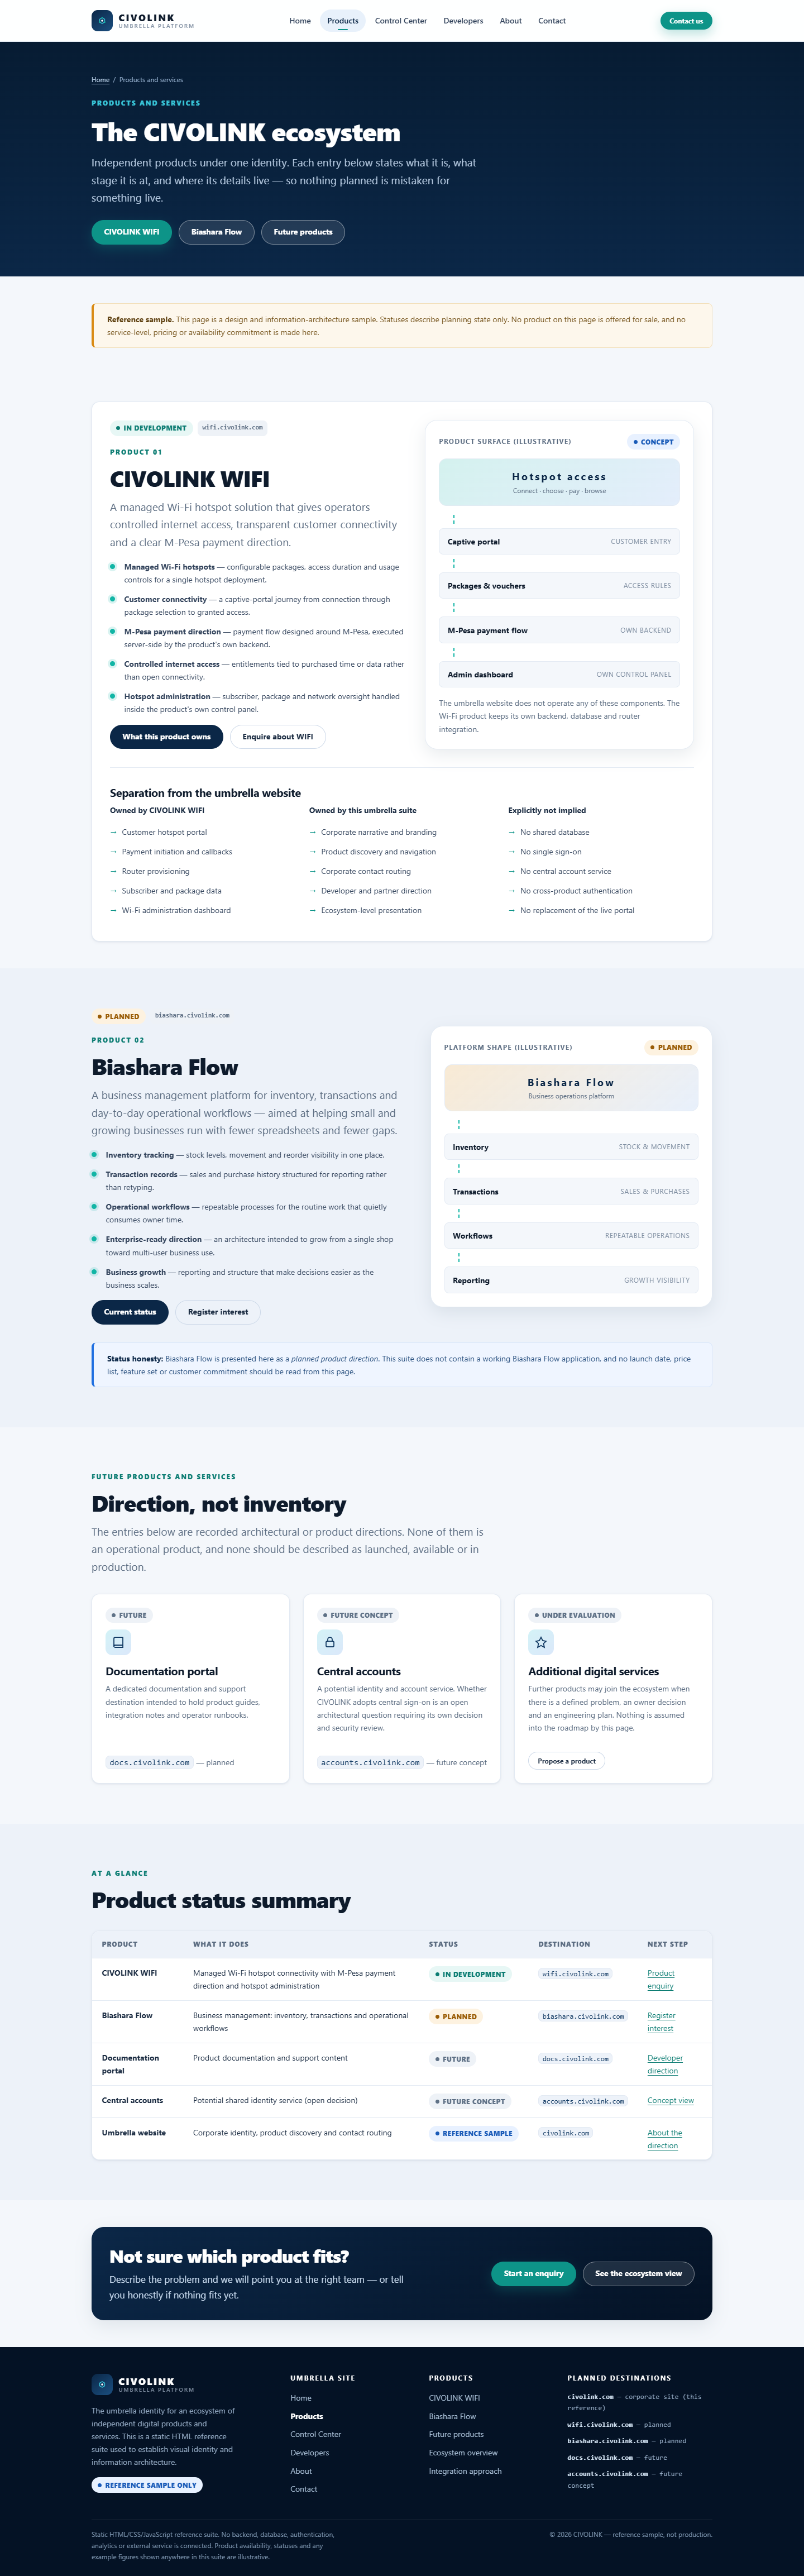 CIVOLINK
UMBRELLA PLATFORM
Home
Products
Control Center
Developers
About
Contact
Contact us
Home / Products and services
PRODUCTS AND SERVICES
The CIVOLINK ecosystem
Independent products under one identity. Each entry below states what it is, what
stage it is at, and where its details live — so nothing planned is mistaken for
something live.
CIVOLINK WIFI
Biashara Flow
Future products
Reference sample. This page is a design and information-architecture sample. Statuses describe planning state only. No product on this page is offered for sale, and no
service-level, pricing or availability commitment is made here.
IN DEVELOPMENT
wifi.civolink.com
PRODUCT 01
CIVOLINK WIFI
A managed Wi-Fi hotspot solution that gives operators
controlled internet access, transparent customer connectivity
and a clear M-Pesa payment direction.
Managed Wi-Fi hotspots — configurable packages, access duration and usage
controls for a single hotspot deployment.
Customer connectivity — a captive-portal journey from connection through
package selection to granted access.
M-Pesa payment direction — payment flow designed around M-Pesa, executed
server-side by the product's own backend.
Controlled internet access — entitlements tied to purchased time or data rather
than open connectivity.
Hotspot administration — subscriber, package and network oversight handled
inside the product's own control panel.
What this product owns
Enquire about WIFI
PRODUCT SURFACE (ILLUSTRATIVE)
CONCEPT
Hotspot access
Connect · choose · pay · browse
Captive portal
CUSTOMER ENTRY
Packages & vouchers
ACCESS RULES
M-Pesa payment flow
OWN BACKEND
Admin dashboard
OWN CONTROL PANEL
The umbrella website does not operate any of these components. The
Wi-Fi product keeps its own backend, database and router
integration.
Separation from the umbrella website
Owned by CIVOLINK WIFI
→ Customer hotspot portal
→ Payment initiation and callbacks
→ Router provisioning
→ Subscriber and package data
→ Wi-Fi administration dashboard
Owned by this umbrella suite
→ Corporate narrative and branding
→ Product discovery and navigation
→ Corporate contact routing
→ Developer and partner direction
→ Ecosystem-level presentation
Explicitly not implied
→ No shared database
→ No single sign-on
→ No central account service
→ No cross-product authentication
→ No replacement of the live portal
PLANNED
biashara.civolink.com
PRODUCT 02
Biashara Flow
A business management platform for inventory, transactions and
day-to-day operational workflows — aimed at helping small and
growing businesses run with fewer spreadsheets and fewer gaps.
Inventory tracking — stock levels, movement and reorder visibility in one place.
Transaction records — sales and purchase history structured for reporting rather
than retyping.
Operational workflows — repeatable processes for the routine work that quietly
consumes owner time.
Enterprise-ready direction — an architecture intended to grow from a single shop
toward multi-user business use.
Business growth — reporting and structure that make decisions easier as the
business scales.
Current status
Register interest
PLATFORM SHAPE (ILLUSTRATIVE)
PLANNED
Biashara Flow
Business operations platform
Inventory
STOCK & MOVEMENT
Transactions
SALES & PURCHASES
Workflows
REPEATABLE OPERATIONS
Reporting
GROWTH VISIBILITY
Status honesty: Biashara Flow is presented here as a planned product direction. This suite does not contain a working Biashara Flow application, and no launch date, price
list, feature set or customer commitment should be read from this page.
FUTURE PRODUCTS AND SERVICES
Direction, not inventory
The entries below are recorded architectural or product directions. None of them is
an operational product, and none should be described as launched, available or in
production.
FUTURE
Documentation portal
A dedicated documentation and support
destination intended to hold product guides,
integration notes and operator runbooks.
docs.civolink.com — planned
FUTURE CONCEPT
Central accounts
A potential identity and account service. Whether
CIVOLINK adopts central sign-on is an open
architectural question requiring its own decision
and security review.
accounts.civolink.com — future concept
UNDER EVALUATION
Additional digital services
Further products may join the ecosystem when
there is a defined problem, an owner decision
and an engineering plan. Nothing is assumed
into the roadmap by this page.
Propose a product
AT A GLANCE
Product status summary
PRODUCT
WHAT IT DOES
STATUS
DESTINATION
NEXT STEP
CIVOLINK WIFI
Managed Wi-Fi hotspot connectivity with M-Pesa payment
direction and hotspot administration
IN DEVELOPMENT
wifi.civolink.com
Product
enquiry
Biashara Flow
Business management: inventory, transactions and operational
workflows
PLANNED
biashara.civolink.com
Register
interest
Documentation
portal
Product documentation and support content
FUTURE
docs.civolink.com
Developer
direction
Central accounts
Potential shared identity service (open decision)
FUTURE CONCEPT
accounts.civolink.com
Concept view
Umbrella website
Corporate identity, product discovery and contact routing
REFERENCE SAMPLE
civolink.com
About the
direction
Not sure which product fits?
Describe the problem and we will point you at the right team — or tell
you honestly if nothing fits yet.
Start an enquiry
See the ecosystem view
CIVOLINK
UMBRELLA PLATFORM
The umbrella identity for an ecosystem of
independent digital products and
services. This is a static HTML reference
suite used to establish visual identity and
information architecture.
REFERENCE SAMPLE ONLY
UMBRELLA SITE
Home
Products
Control Center
Developers
About
Contact
PRODUCTS
CIVOLINK WIFI
Biashara Flow
Future products
Ecosystem overview
Integration approach
PLANNED DESTINATIONS
civolink.com — corporate site (this
reference)
wifi.civolink.com — planned
biashara.civolink.com — planned
docs.civolink.com — future
accounts.civolink.com — future
concept
Static HTML/CSS/JavaScript reference suite. No backend, database, authentication,
analytics or external service is connected. Product availability, statuses and any
example figures shown anywhere in this suite are illustrative.
© 2026 CIVOLINK — reference sample, not production.